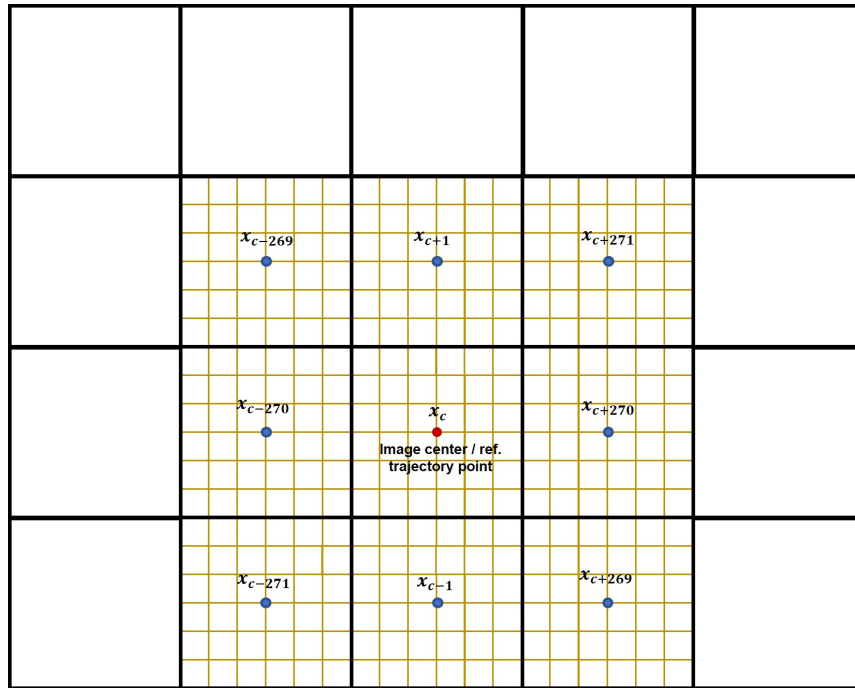 x_{c-269}
x_{c+1}
x_{c+271}
x_{c-270}
x_c
x_{c+270}
Image center / ref.
trajectory point
x_{c-271}
x_{c-1}
x_{c+269}